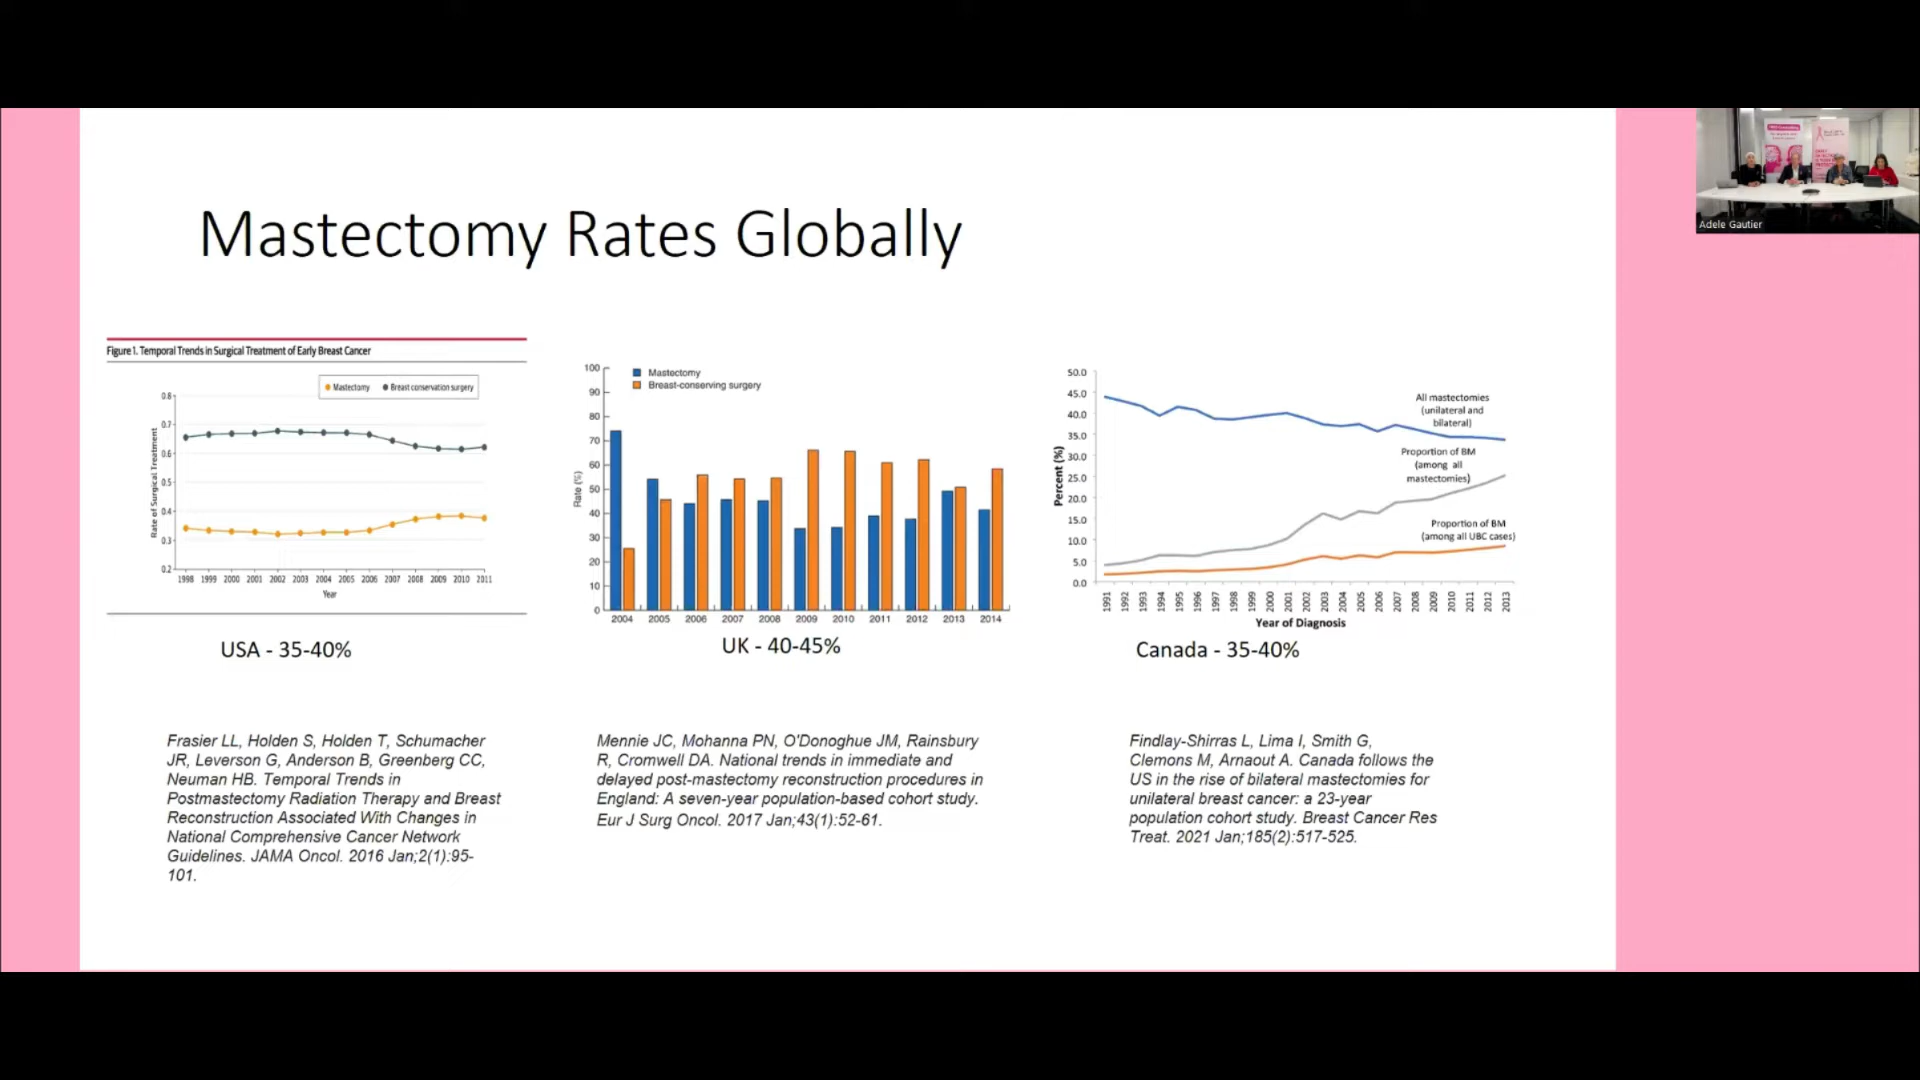 Adele Gautier
Mastectomy Rates Globally
Figure 1. Temporal Trends in Surgical Treatment of Early Breast Cancer
Mastectomy
Breast conservation surgery
Rate of Surgical Treatment
0.8
0.7
0.6
0.5
0.4
0.3
0.2
1998 1999 2000 2001 2002 2003 2004 2005 2006 2007 2008 2009 2010 2011
Year
USA - 35-40%
Mastectomy
Breast-conserving surgery
Rate (%)
100
90
80
70
60
50
40
30
20
10
0
2004 2005 2006 2007 2008 2009 2010 2011 2012 2013 2014
UK - 40-45%
Percent (%)
50.0
45.0
40.0
35.0
30.0
25.0
20.0
15.0
10.0
5.0
0.0
All mastectomies
(unilateral and
bilateral)
Proportion of BM
(among all
mastectomies)
Proportion of BM
(among all UBC cases)
1991 1992 1993 1994 1995 1996 1997 1998 1999 2000 2001 2002 2003 2004 2005 2006 2007 2008 2009 2010 2011 2012 2013
Year of Diagnosis
Canada - 35-40%
Frasier LL, Holden S, Holden T, Schumacher
JR, Leverson G, Anderson B, Greenberg CC,
Neuman HB. Temporal Trends in
Postmastectomy Radiation Therapy and Breast
Reconstruction Associated With Changes in
National Comprehensive Cancer Network
Guidelines. JAMA Oncol. 2016 Jan;2(1):95-
101.
Mennie JC, Mohanna PN, O'Donoghue JM, Rainsbury
R, Cromwell DA. National trends in immediate and
delayed post-mastectomy reconstruction procedures in
England: A seven-year population-based cohort study.
Eur J Surg Oncol. 2017 Jan;43(1):52-61.
Findlay-Shirras L, Lima I, Smith G,
Clemons M, Arnaout A. Canada follows the
US in the rise of bilateral mastectomies for
unilateral breast cancer: a 23-year
population cohort study. Breast Cancer Res
Treat. 2021 Jan;185(2):517-525.